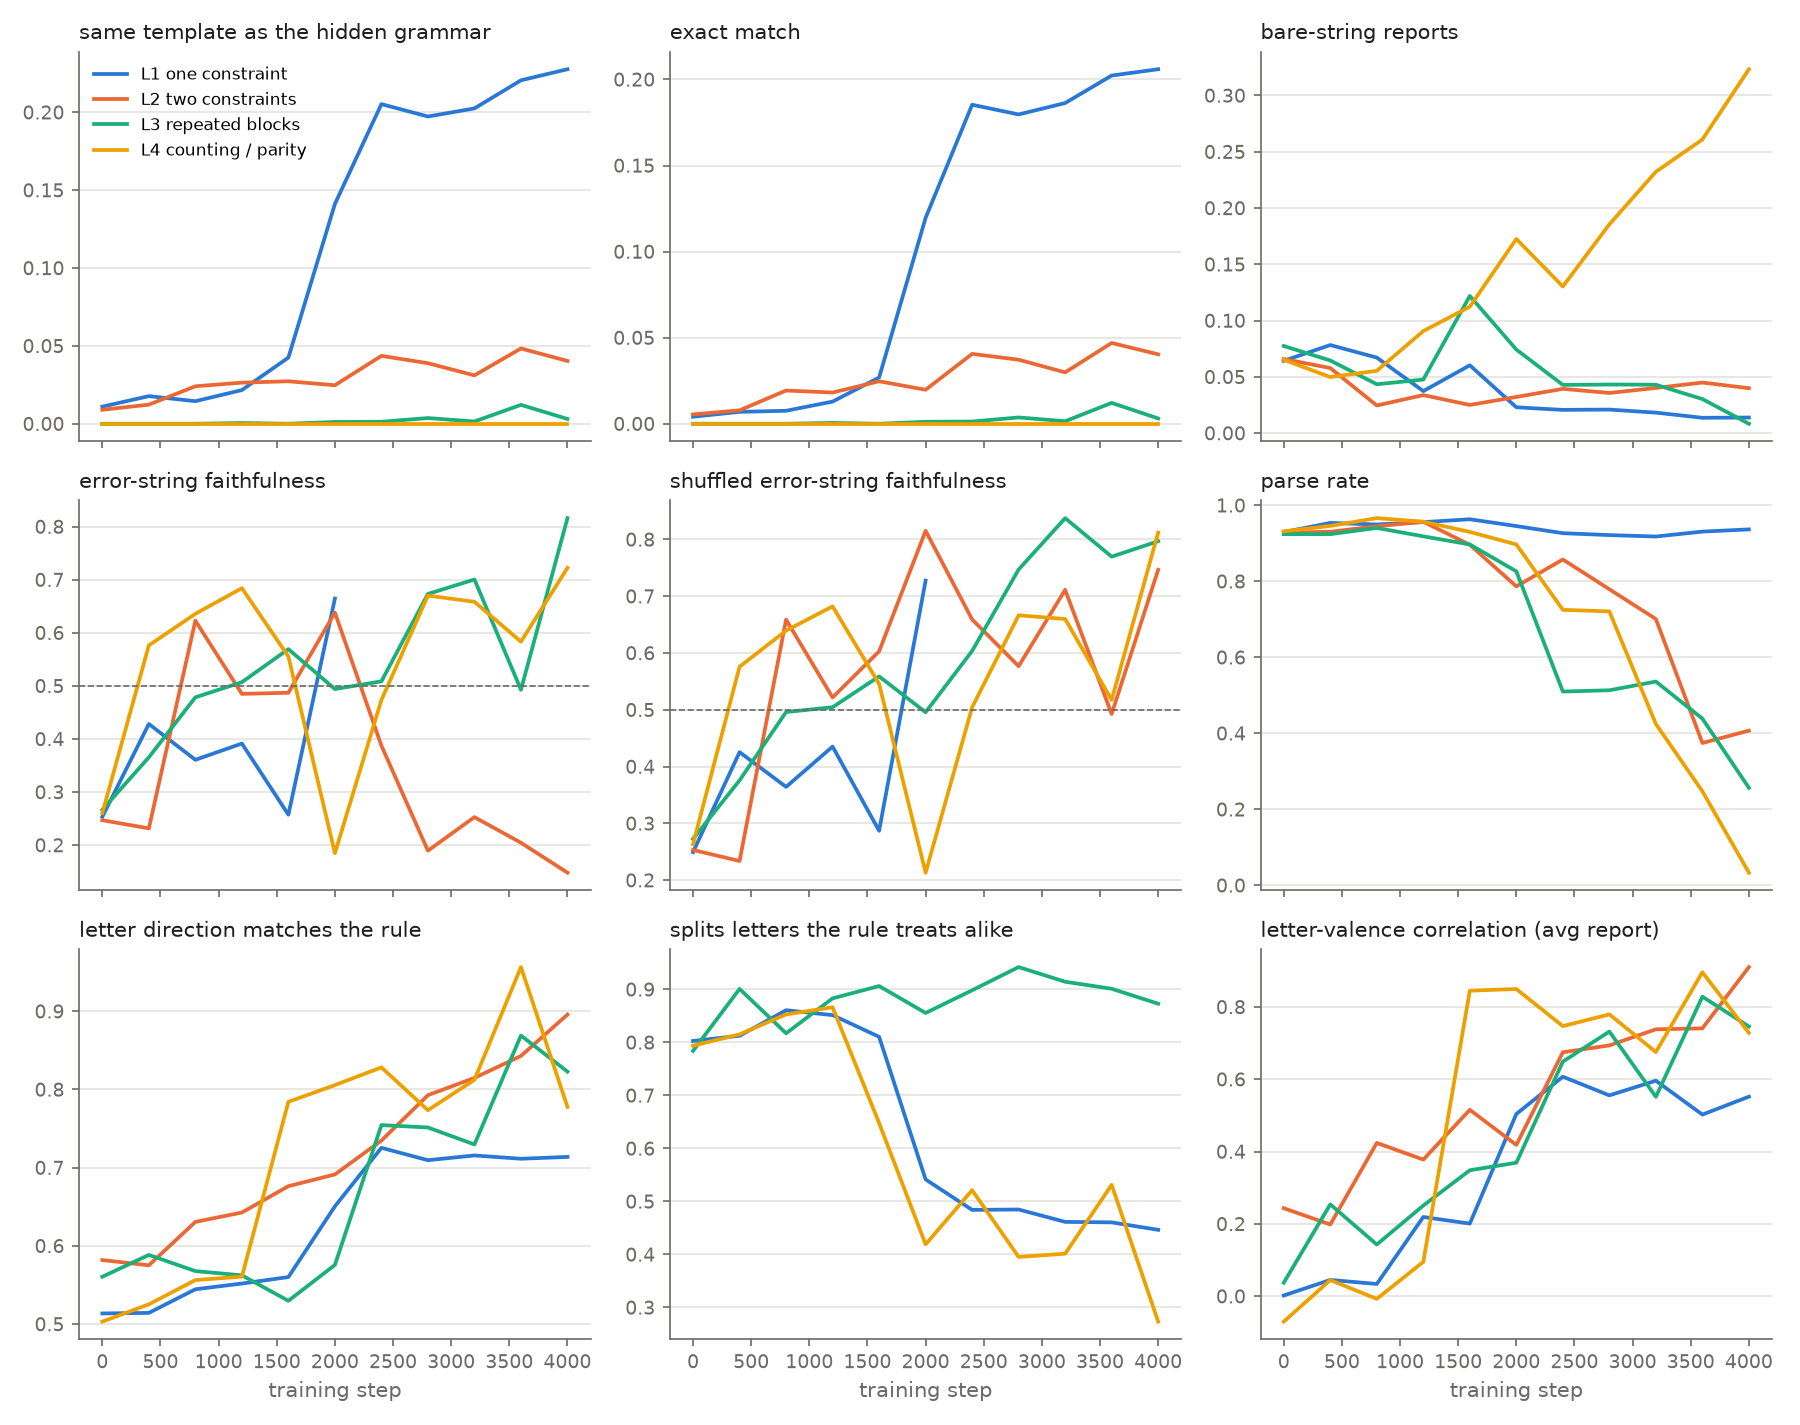 same template as the hidden grammar
L1 one constraint
L2 two constraints
L3 repeated blocks
L4 counting / parity
0.20
0.15
0.10
0.05
0.00
exact match
0.20
0.15
0.10
0.05
0.00
bare-string reports
0.30
0.25
0.20
0.15
0.10
0.05
0.00
error-string faithfulness
0.8
0.7
0.6
0.5
0.4
0.3
0.2
shuffled error-string faithfulness
0.8
0.7
0.6
0.5
0.4
0.3
0.2
parse rate
1.0
0.8
0.6
0.4
0.2
0.0
letter direction matches the rule
0.9
0.8
0.7
0.6
0.5
0 500 1000 1500 2000 2500 3000 3500 4000
training step
splits letters the rule treats alike
0.9
0.8
0.7
0.6
0.5
0.4
0.3
0 500 1000 1500 2000 2500 3000 3500 4000
training step
letter-valence correlation (avg report)
0.8
0.6
0.4
0.2
0.0
0 500 1000 1500 2000 2500 3000 3500 4000
training step